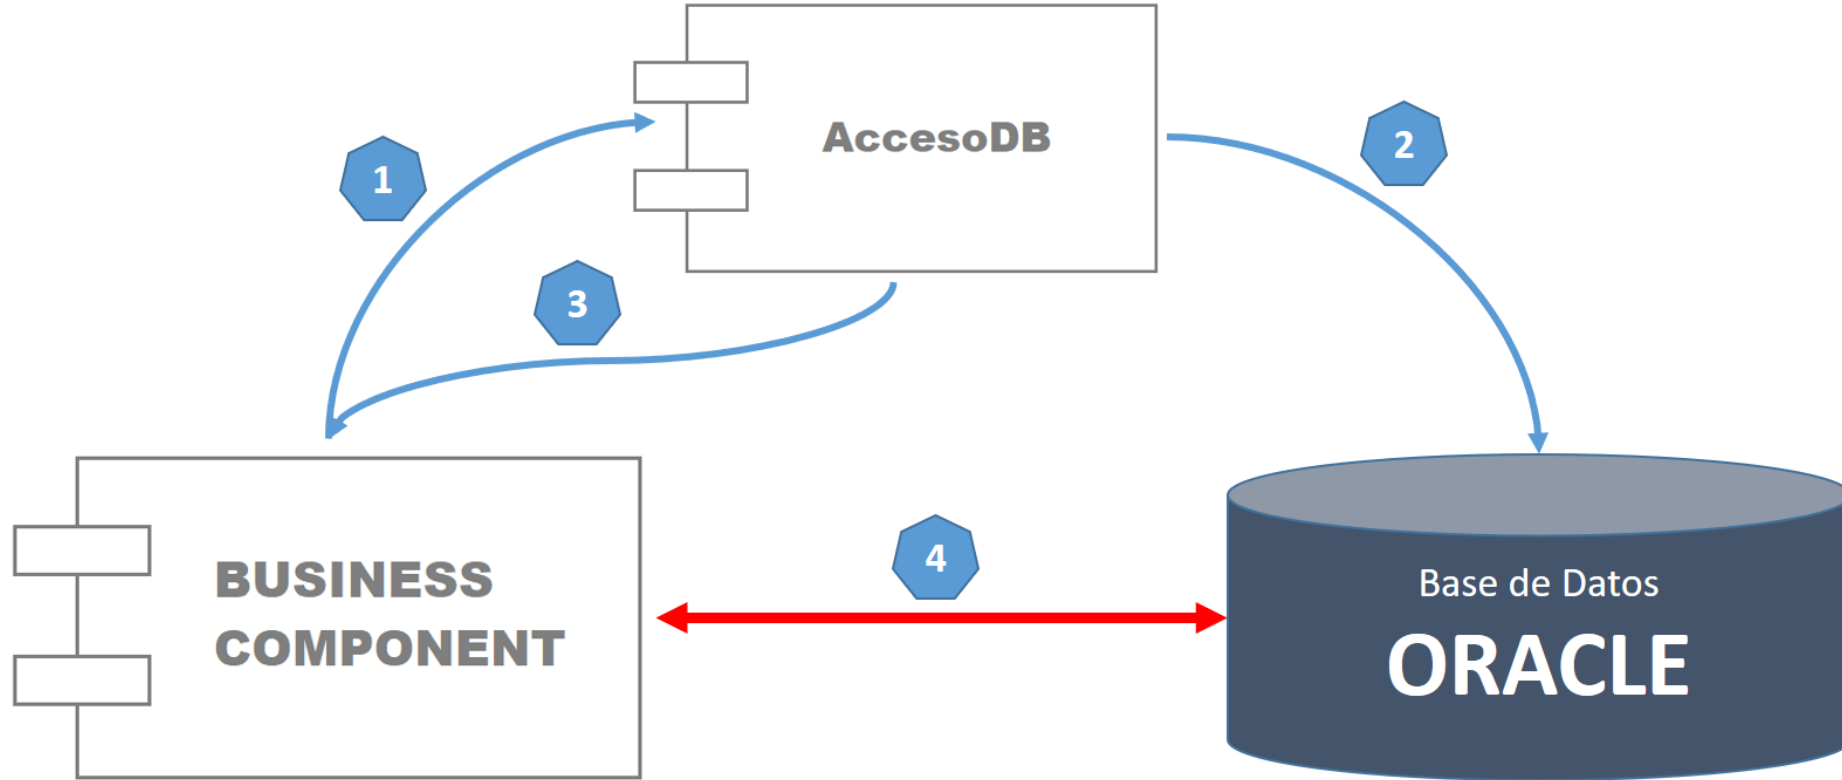 AccesoDB
1
2
3
BUSINESS
COMPONENT
4
Base de Datos
ORACLE